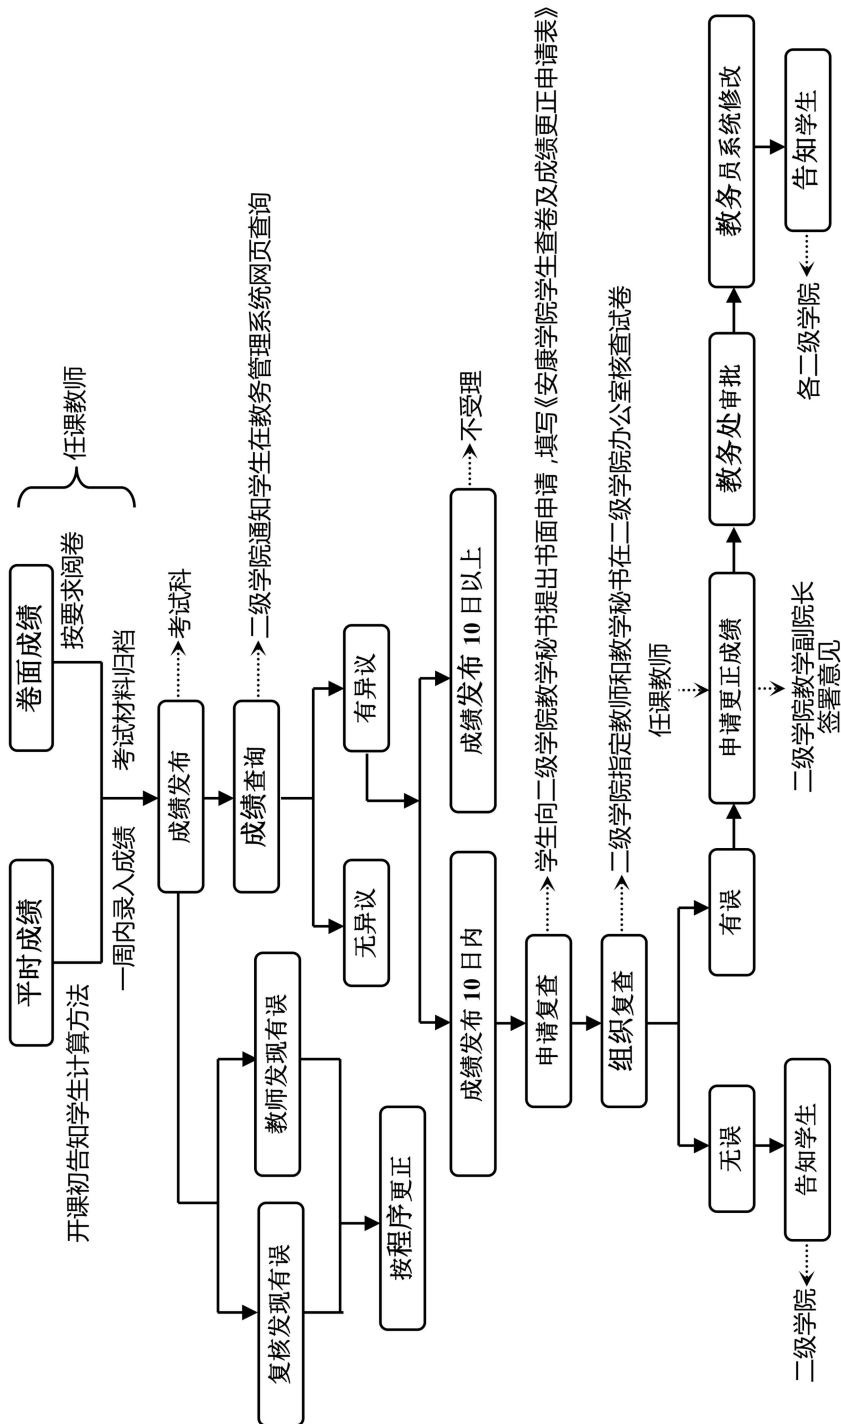 平时成绩
卷面成绩
任课教师
开课初告知学生计算方法
按要求阅卷
一周内录入成绩
考试材料归档
成绩发布
考试科
成绩查询
二级学院通知学生在教务管理系统网页查询
复核发现有误
教师发现有误
无异议
有异议
按程序更正
成绩发布 10 日内
成绩发布 10 日以上
不受理
申请复查
学生向二级学院教学秘书提出书面申请,填写《安康学院学生查卷及成绩更正申请表》
组织复查
二级学院指定教师和教学秘书在二级学院办公室核查试卷
任课教师
无误
有误
申请更正成绩
教务处审批
教务员系统修改
二级学院
告知学生
二级学院教学副院长
签署意见
各二级学院
告知学生